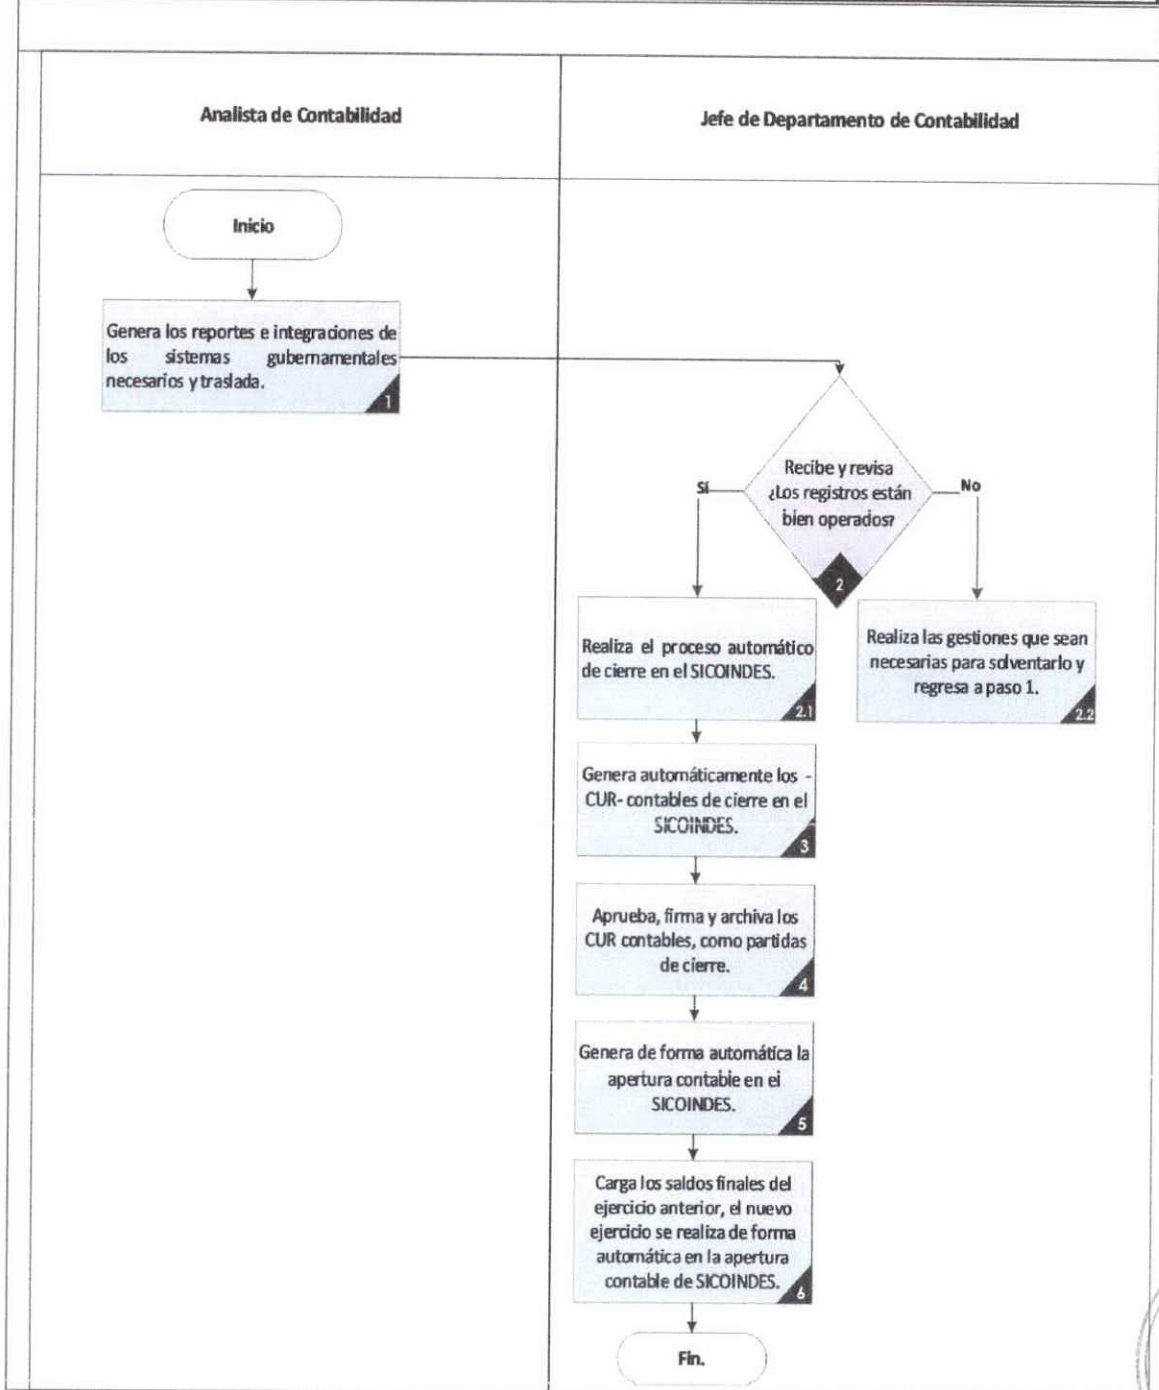 Analista de Contabilidad
Jefe de Departamento de Contabilidad
Inicio
Genera los reportes e integraciones de
los sistemas gubernamentales
necesarios y traslada.
1
Recibe y revisa
¿Los registros están
bien operados?
2
Sí
No
Realiza el proceso automático
de cierre en el SICOINDES.
2.1
Realiza las gestiones que sean
necesarias para solventarlo y
regresa a paso 1.
2.2
Genera automáticamente los -
CUR- contables de cierre en el
SICOINDES.
3
Aprueba, firma y archiva los
CUR contables, como partidas
de cierre.
4
Genera de forma automática la
apertura contable en el
SICOINDES.
5
Carga los saldos finales del
ejercicio anterior, el nuevo
ejercicio se realiza de forma
automática en la apertura
contable de SICOINDES.
6
Fin.